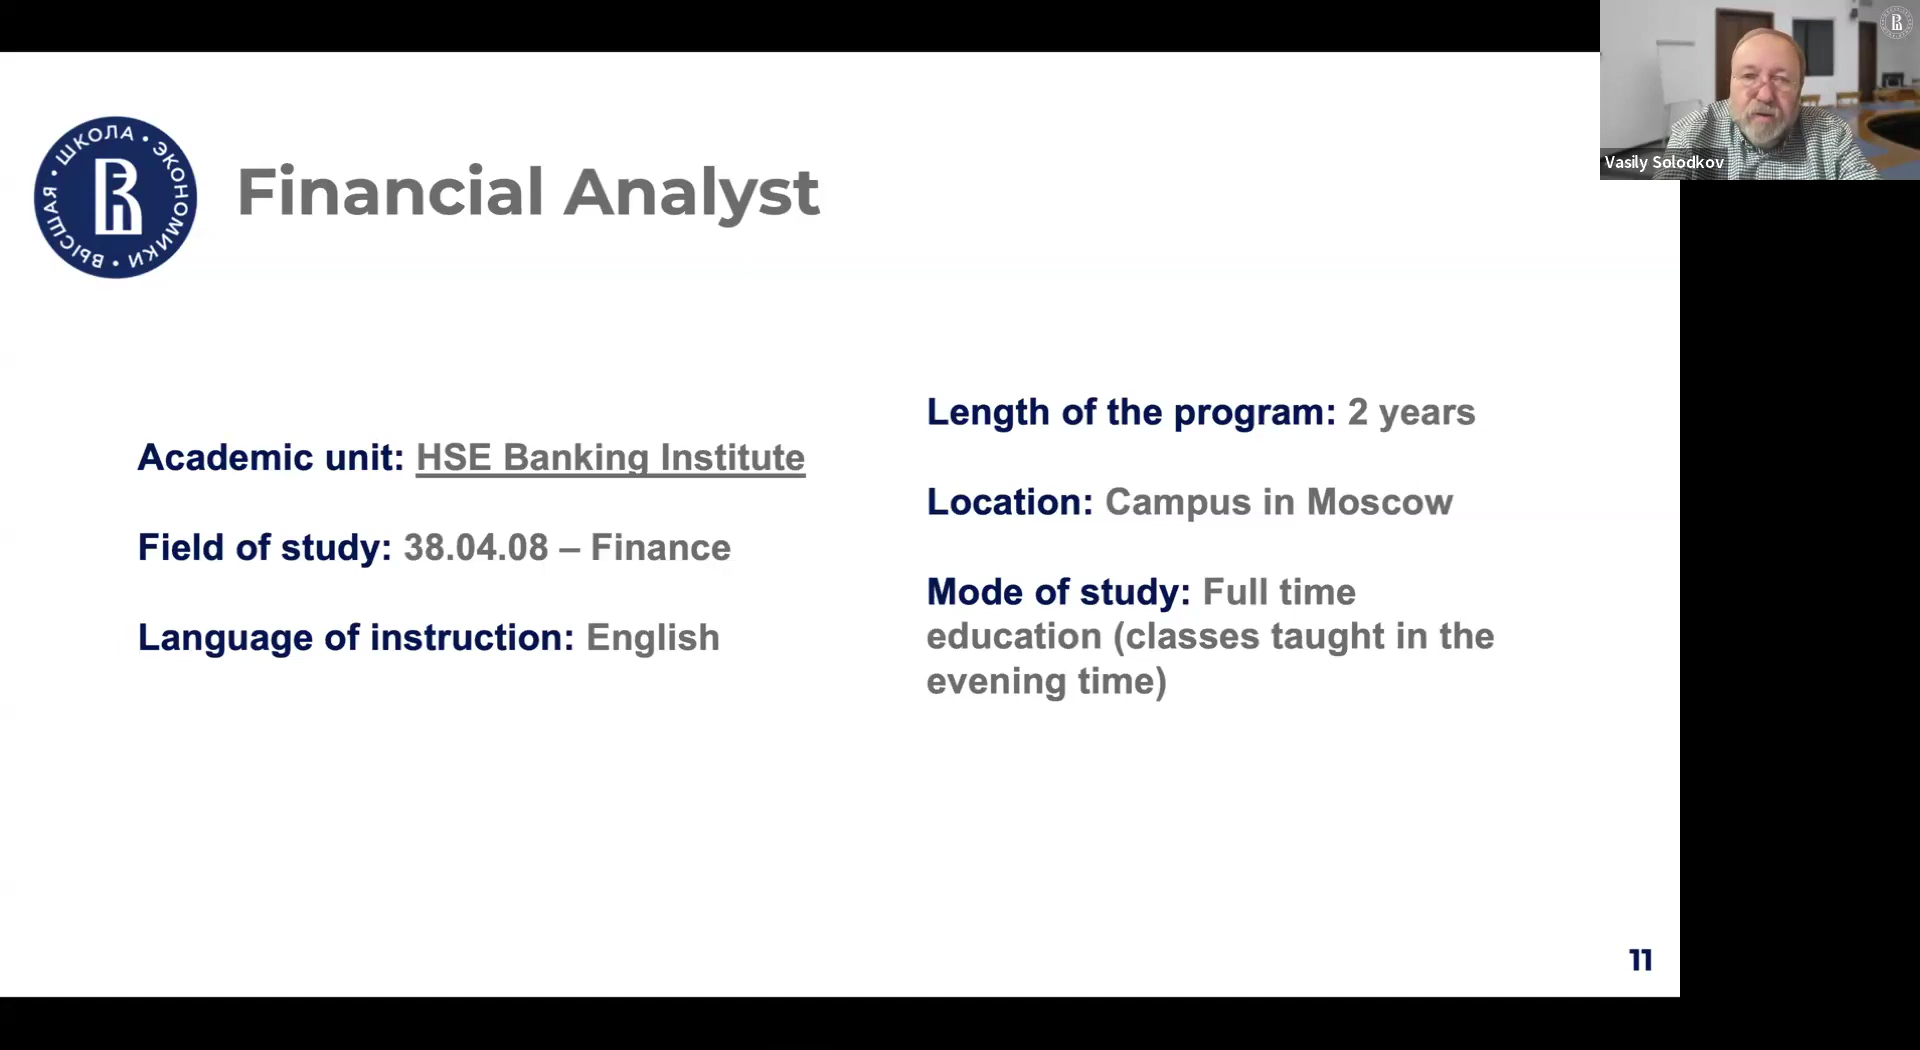 ВЫСШАЯ • ШКОЛА • ЭКОНОМИКИ •
Financial Analyst
Academic unit: HSE Banking Institute
Field of study: 38.04.08 – Finance
Language of instruction: English
Length of the program: 2 years
Location: Campus in Moscow
Mode of study: Full time
education (classes taught in the
evening time)
11
Vasily Solodkov